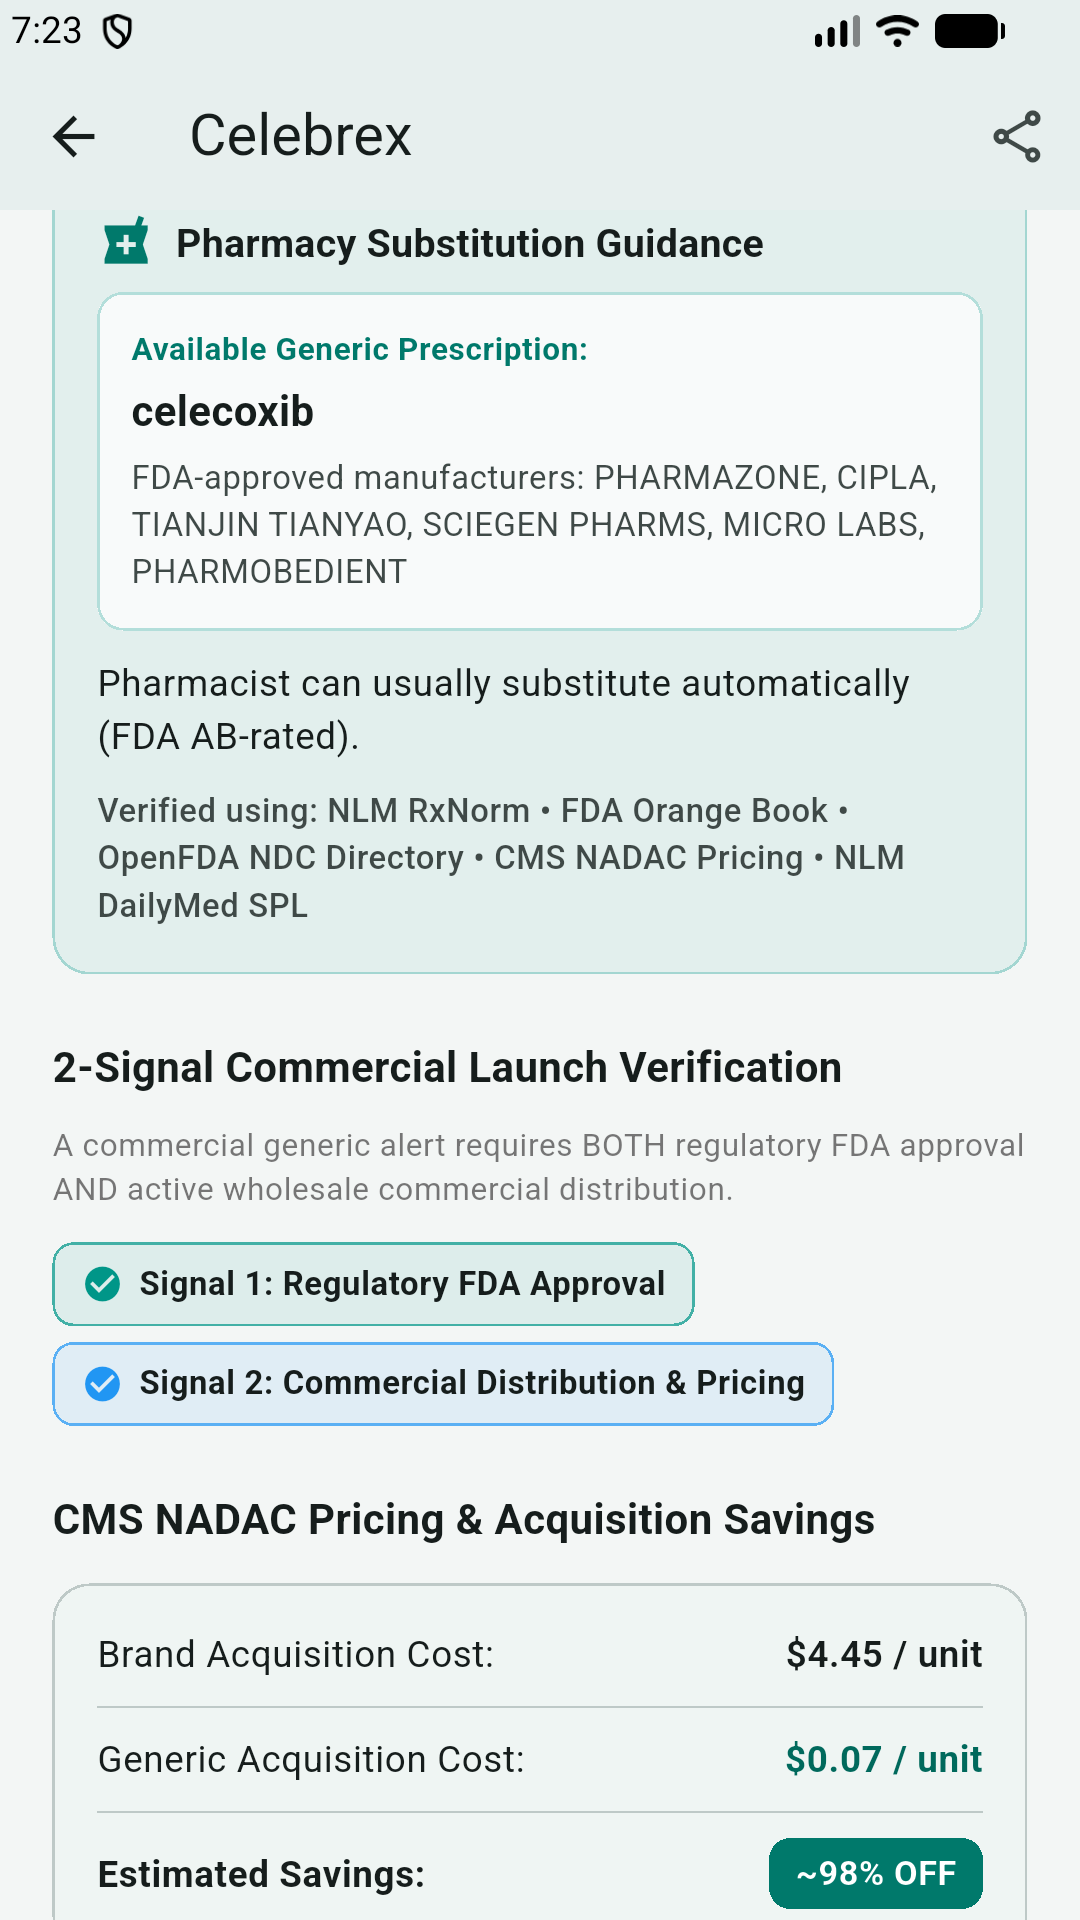 7:23
Celebrex
Pharmacy Substitution Guidance
Available Generic Prescription:
celecoxib
FDA-approved manufacturers: PHARMAZONE, CIPLA,
TIANJIN TIANYAO, SCIEGEN PHARMS, MICRO LABS,
PHARMOBEDIENT
Pharmacist can usually substitute automatically
(FDA AB-rated).
Verified using: NLM RxNorm • FDA Orange Book •
OpenFDA NDC Directory • CMS NADAC Pricing • NLM
DailyMed SPL
2-Signal Commercial Launch Verification
A commercial generic alert requires BOTH regulatory FDA approval
AND active wholesale commercial distribution.
Signal 1: Regulatory FDA Approval
Signal 2: Commercial Distribution & Pricing
CMS NADAC Pricing & Acquisition Savings
Brand Acquisition Cost: $4.45 / unit
Generic Acquisition Cost: $0.07 / unit
Estimated Savings: ~98% OFF